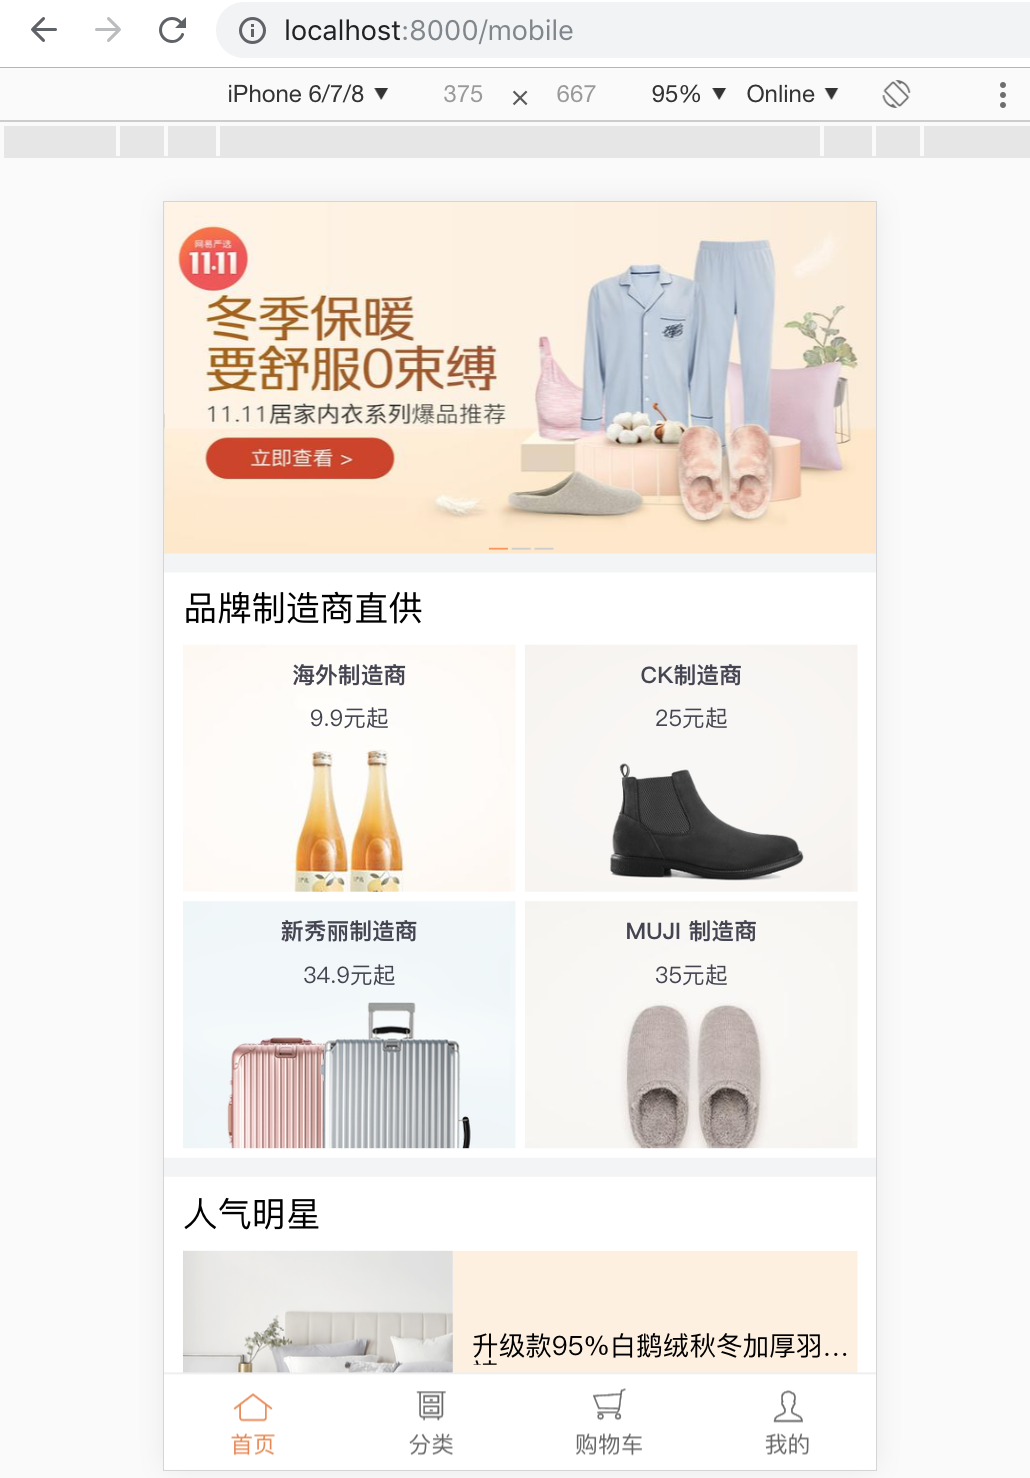 localhost:8000/mobile
iPhone 6/7/8 ▼ 375 × 667 95% ▼ Online ▼
网易严选
11.11
冬季保暖
要舒服0束缚
11.11居家内衣系列爆品推荐
立即查看 >
品牌制造商直供
海外制造商
9.9元起
CK制造商
25元起
新秀丽制造商
34.9元起
MUJI 制造商
35元起
人气明星
升级款95%白鹅绒秋冬加厚羽...
首页
分类
购物车
我的